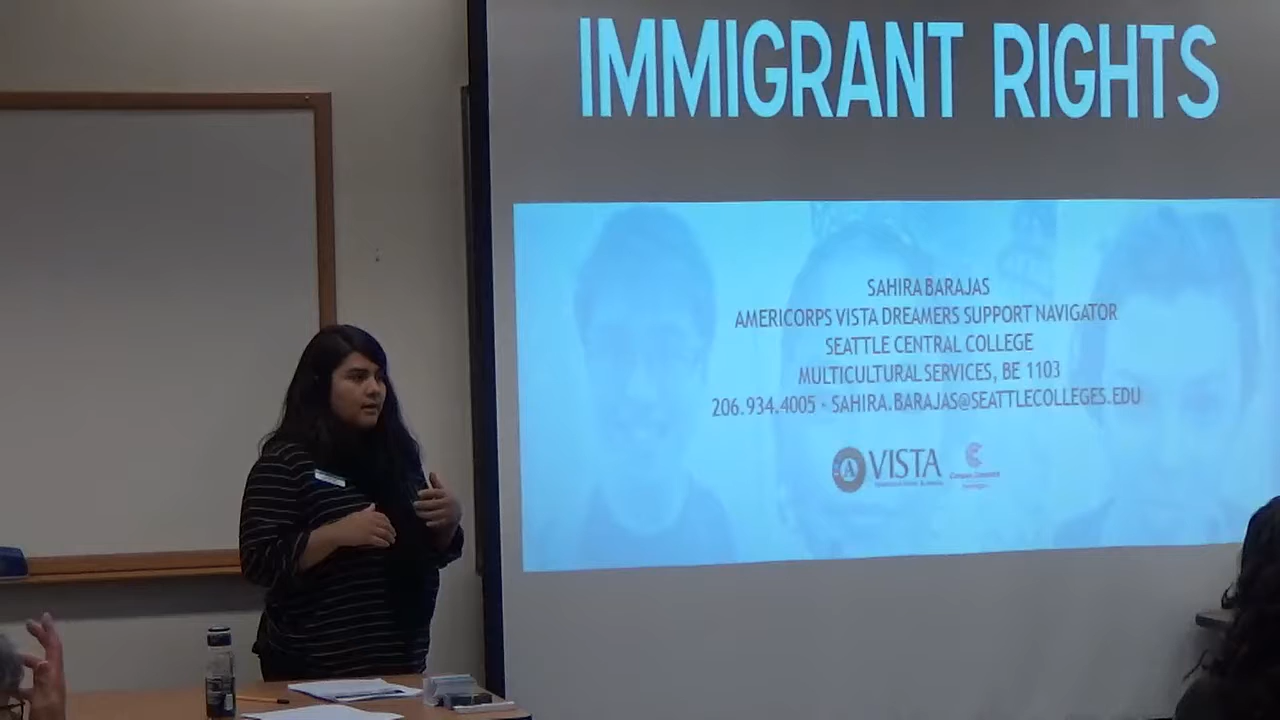 IMMIGRANT RIGHTS
SAHIRA BARAJAS
AMERICORPS VISTA DREAMERS SUPPORT NAVIGATOR
SEATTLE CENTRAL COLLEGE
MULTICULTURAL SERVICES, BE 1103
206.934.4005 - SAHIRA.BARAJAS@SEATTLECOLLEGES.EDU
A VISTA